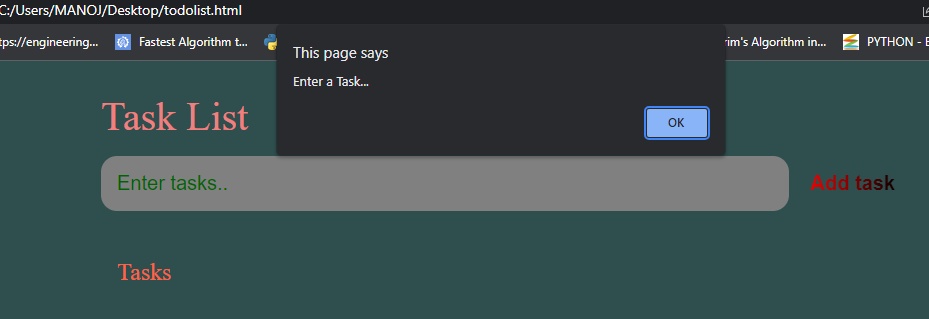 C:/Users/MANOJ/Desktop/todolist.html
tps://engineering... Fastest Algorithm t... rim's Algorithm in... PYTHON - E
This page says
Enter a Task...
OK
Task List
Enter tasks..
Add task
Tasks